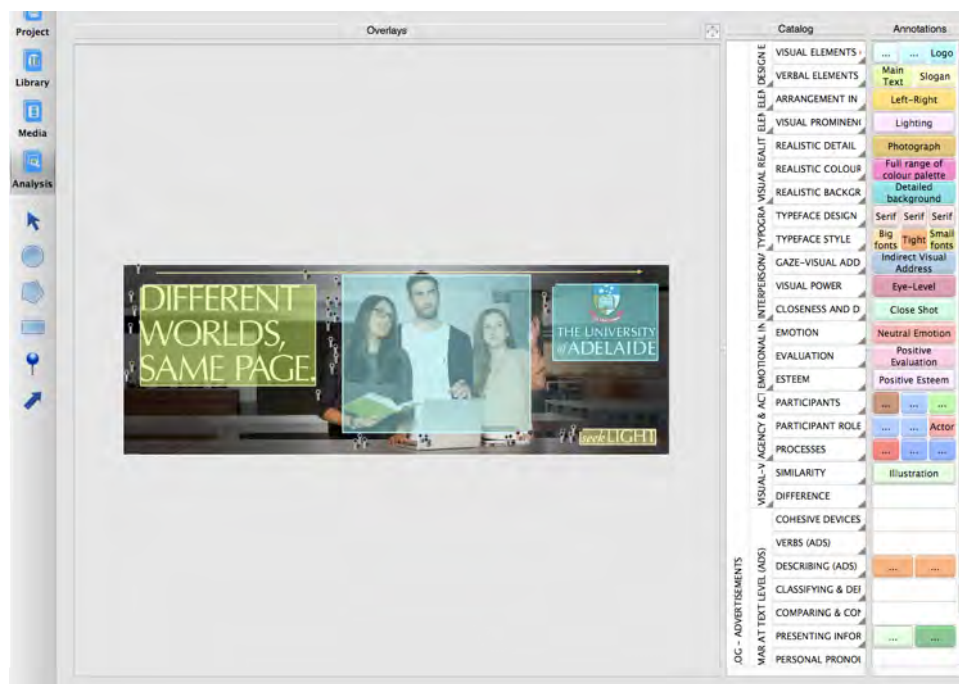 Overlays
Catalog
Annotations
Project
Library
Media
Analysis
DIFFERENT
WORLDS,
SAME PAGE.
THE UNIVERSITY
of ADELAIDE
seek LIGHT
DESIGN E
ELEM
ELEM
VISUAL REALIT
TYPOGRA
INTERPERSONA
EMOTIONAL IN
AGENCY & ACT
VISUAL-V
OG - ADVERTISEMENTS
MAR AT TEXT LEVEL (ADS)
VISUAL ELEMENTS
... ... Logo
VERBAL ELEMENTS
Main Text
Slogan
ARRANGEMENT IN
Left-Right
VISUAL PROMINEN
Lighting
REALISTIC DETAIL
Photograph
REALISTIC COLOUR
Full range of
colour palette
REALISTIC BACKGR
Detailed
background
TYPEFACE DESIGN
Serif Serif Serif
TYPEFACE STYLE
Big fonts
Tight
Small fonts
GAZE-VISUAL ADD
Indirect Visual
Address
VISUAL POWER
Eye-Level
CLOSENESS AND D
Close Shot
EMOTION
Neutral Emotion
EVALUATION
Positive
Evaluation
ESTEEM
Positive Esteem
PARTICIPANTS
... ... ...
PARTICIPANT ROLE
... ... Actor
PROCESSES
... ... ...
SIMILARITY
Illustration
DIFFERENCE
COHESIVE DEVICES
VERBS (ADS)
DESCRIBING (ADS)
... ...
CLASSIFYING & DEF
COMPARING & CON
PRESENTING INFOR
... ...
PERSONAL PRONO